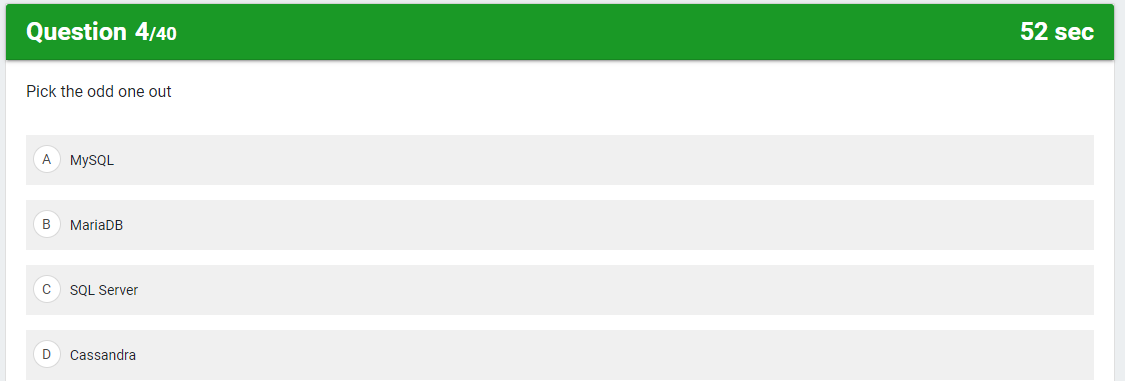 Question 4/40 52 sec
Pick the odd one out
A MySQL
B MariaDB
C SQL Server
D Cassandra